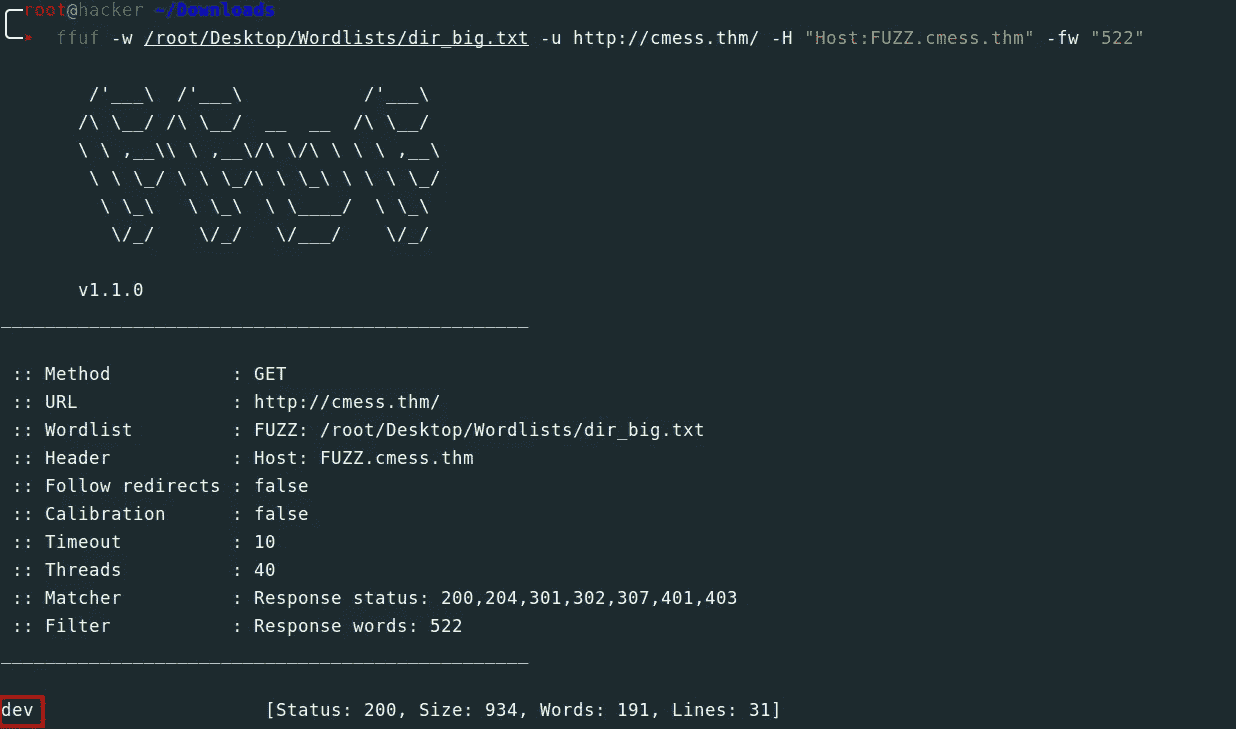 root@hacker ~/Downloads
ffuf -w /root/Desktop/Wordlists/dir_big.txt -u http://cmess.thm/ -H "Host:FUZZ.cmess.thm" -fw "522"
        /'___\  /'___\           /'___\
       /\ \__/ /\ \__/  __  __  /\ \__/
       \ \ ,__\\ \ ,__\/\ \/\ \ \ \ ,__\
        \ \ \_/ \ \ \_/\ \ \_\ \ \ \ \_/
         \ \_\   \ \_\  \ \____/  \ \_\
          \/_/    \/_/   \/___/    \/_/
v1.1.0
________________________________________________
:: Method           : GET
:: URL              : http://cmess.thm/
:: Wordlist         : FUZZ: /root/Desktop/Wordlists/dir_big.txt
:: Header           : Host: FUZZ.cmess.thm
:: Follow redirects : false
:: Calibration      : false
:: Timeout          : 10
:: Threads          : 40
:: Matcher          : Response status: 200,204,301,302,307,401,403
:: Filter           : Response words: 522
________________________________________________
dev                     [Status: 200, Size: 934, Words: 191, Lines: 31]